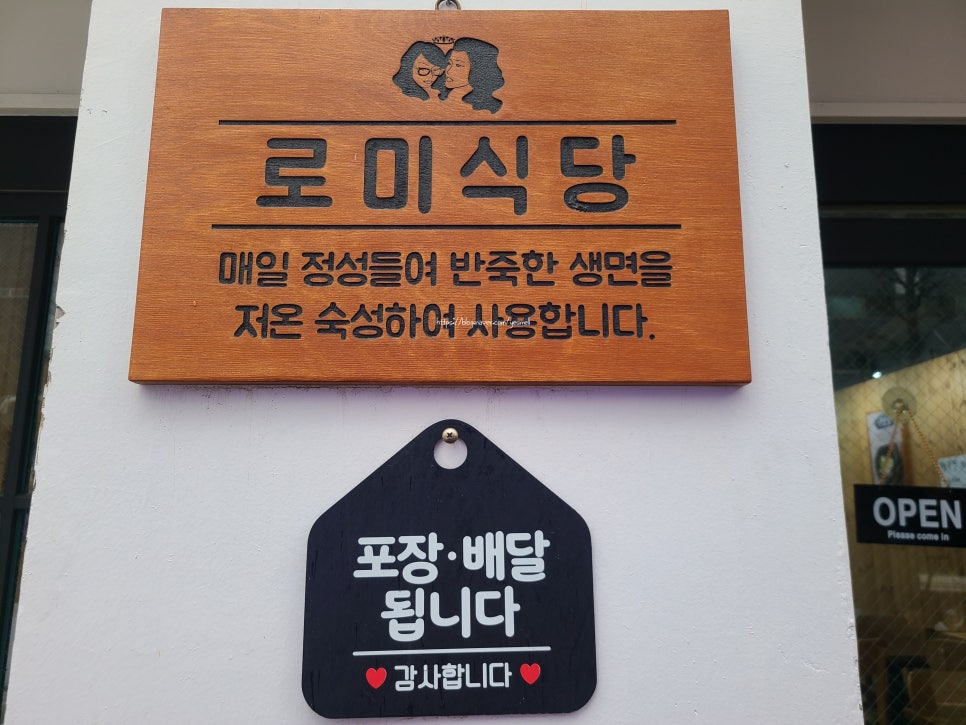 로미식당
매일 정성들여 반죽한 생면을
저온 숙성하여 사용합니다.
포장·배달
됩니다
감사합니다
OPEN
Please come in